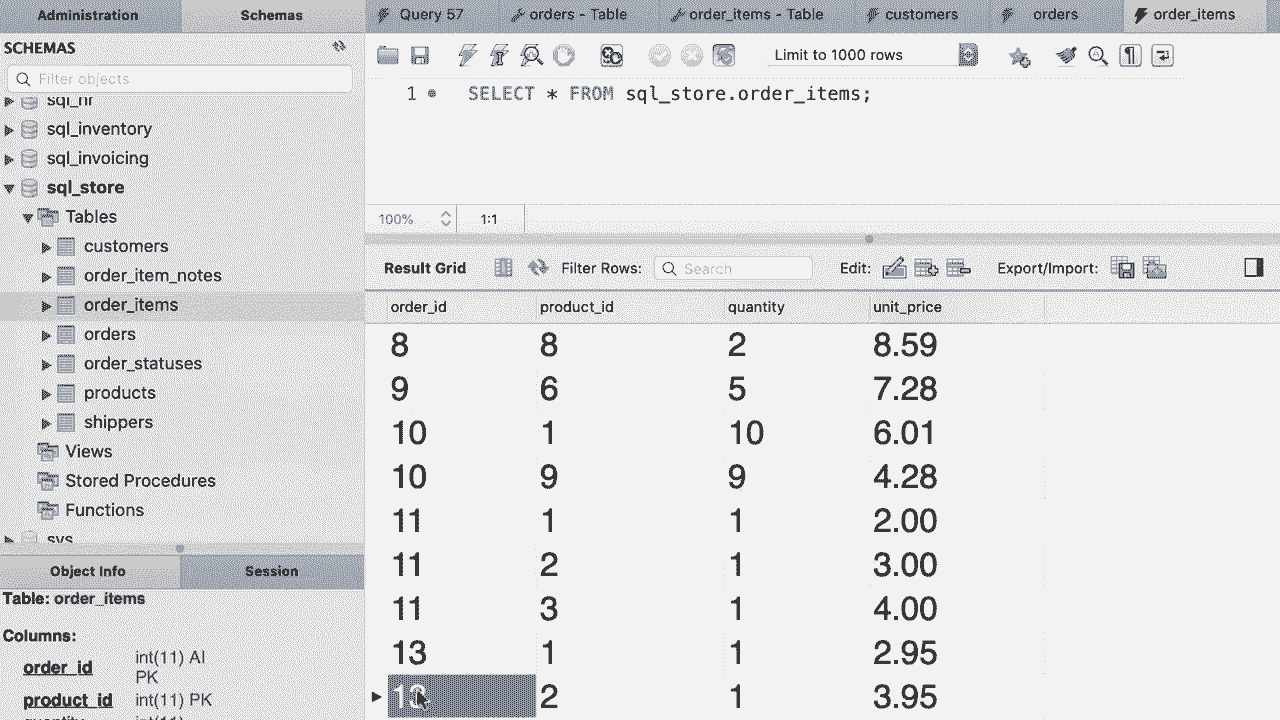 Administration Schemas Query 57 orders - Table order_items - Table customers orders order_items
SCHEMAS
Filter objects
Limit to 1000 rows
sql_hr
sql_inventory
sql_invoicing
sql_store
Tables
customers
order_item_notes
order_items
orders
order_statuses
products
shippers
Views
Stored Procedures
Functions
sys
1 SELECT * FROM sql_store.order_items;
100% 1:1
Result Grid Filter Rows: Search Edit: Export/Import:
order_id product_id quantity unit_price
8 8 2 8.59
9 6 5 7.28
10 1 10 6.01
10 9 9 4.28
11 1 1 2.00
11 2 1 3.00
11 3 1 4.00
13 1 1 2.95
2 1 3.95
Object Info Session
Table: order_items
Columns:
order_id int(11) AI
PK
product_id int(11) PK
quantity int(11)